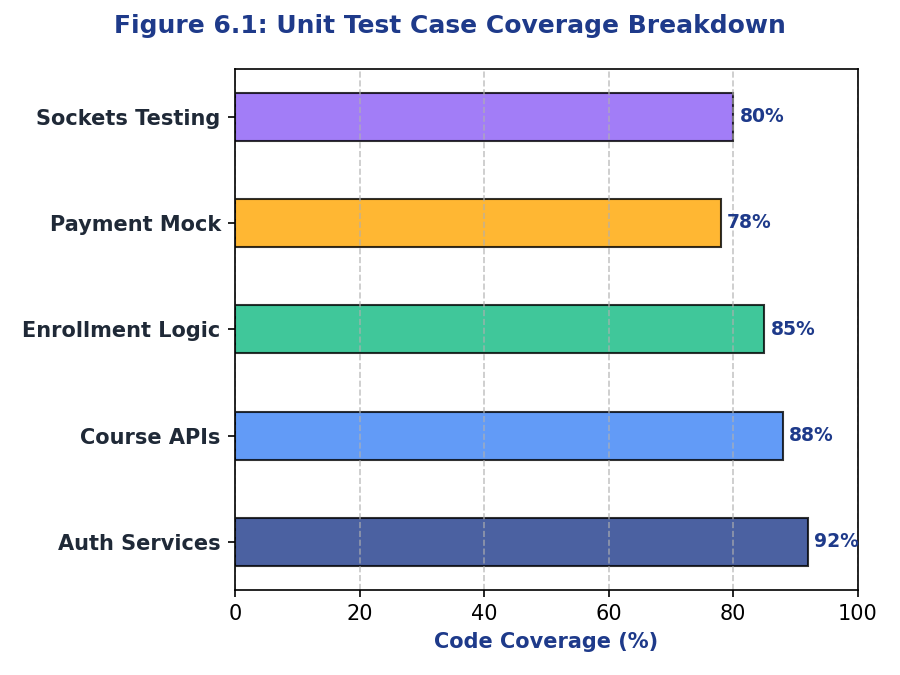 Figure 6.1: Unit Test Case Coverage Breakdown
Sockets Testing
80%
Payment Mock
78%
Enrollment Logic
85%
Course APIs
88%
Auth Services
92%
0 20 40 60 80 100
Code Coverage (%)